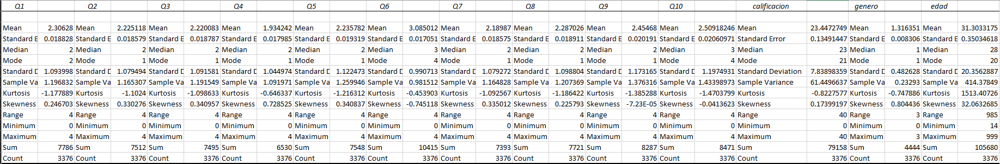 Q1 Q2 Q3 Q4 Q5 Q6 Q7 Q8 Q9 Q10 calificacion genero edad
Mean 2.30628 Mean 2.225118 Mean 2.220083 Mean 1.934242 Mean 2.235782 Mean 3.085012 Mean 2.18987 Mean 2.287026 Mean 2.45468 Mean 2.50918246 Mean 23.4472749 Mean 1.316351 Mean 31.3033175
Standard E 0.018828 Standard E 0.018579 Standard E 0.018787 Standard E 0.017985 Standard E 0.019319 Standard E 0.017051 Standard E 0.018575 Standard E 0.018911 Standard E 0.020191 Standard E 0.02060971 Standard Error 0.13491447 Standard E 0.008306 Standard E 0.35034618
Median 2 Median 2 Median 2 Median 2 Median 2 Median 3 Median 2 Median 2 Median 2 Median 3 Median 23 Median 1 Median 28
Mode 2 Mode 1 Mode 1 Mode 1 Mode 1 Mode 4 Mode 1 Mode 1 Mode 1 Mode 4 Mode 21 Mode 1 Mode 20
Standard D 1.093998 Standard D 1.079494 Standard D 1.091581 Standard D 1.044974 Standard D 1.122473 Standard D 0.990713 Standard D 1.079272 Standard D 1.098804 Standard D 1.173165 Standard D 1.1974931 Standard Deviation 7.83898359 Standard D 0.482628 Standard D 20.3562887
Sample Va 1.196832 Sample Va 1.165307 Sample Va 1.191549 Sample Va 1.091971 Sample Va 1.259946 Sample Va 0.981512 Sample Va 1.164828 Sample Va 1.207369 Sample Va 1.376316 Sample Va 1.43398973 Sample Variance 61.4496637 Sample Va 0.23293 Sample Va 414.37849
Kurtosis -1.177889 Kurtosis -1.1024 Kurtosis -1.098633 Kurtosis -0.646337 Kurtosis -1.216312 Kurtosis -0.453903 Kurtosis -1.092567 Kurtosis -1.186422 Kurtosis -1.385288 Kurtosis -1.4703799 Kurtosis -0.8227577 Kurtosis -0.747886 Kurtosis 1513.40726
Skewness 0.246703 Skewness 0.330276 Skewness 0.340957 Skewness 0.728525 Skewness 0.340837 Skewness -0.745118 Skewness 0.335012 Skewness 0.225793 Skewness -7.23E-05 Skewness -0.0413623 Skewness 0.17399197 Skewness 0.804436 Skewness 32.0632685
Range 4 Range 4 Range 4 Range 4 Range 4 Range 4 Range 4 Range 4 Range 4 Range 4 Range 40 Range 3 Range 985
Minimum 0 Minimum 0 Minimum 0 Minimum 0 Minimum 0 Minimum 0 Minimum 0 Minimum 0 Minimum 0 Minimum 0 Minimum 0 Minimum 0 Minimum 14
Maximum 4 Maximum 4 Maximum 4 Maximum 4 Maximum 4 Maximum 4 Maximum 4 Maximum 4 Maximum 4 Maximum 4 Maximum 40 Maximum 3 Maximum 999
Sum 7786 Sum 7512 Sum 7495 Sum 6530 Sum 7548 Sum 10415 Sum 7393 Sum 7721 Sum 8287 Sum 8471 Sum 79158 Sum 4444 Sum 105680
Count 3376 Count 3376 Count 3376 Count 3376 Count 3376 Count 3376 Count 3376 Count 3376 Count 3376 Count 3376 Count 3376 Count 3376 Count 3376